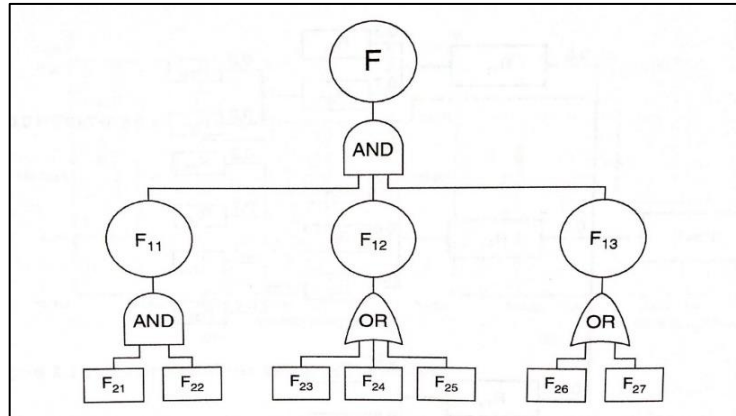 F
AND
F₁₁ F₁₂ F₁₃
AND OR OR
F₂₁ F₂₂ F₂₃ F₂₄ F₂₅ F₂₆ F₂₇